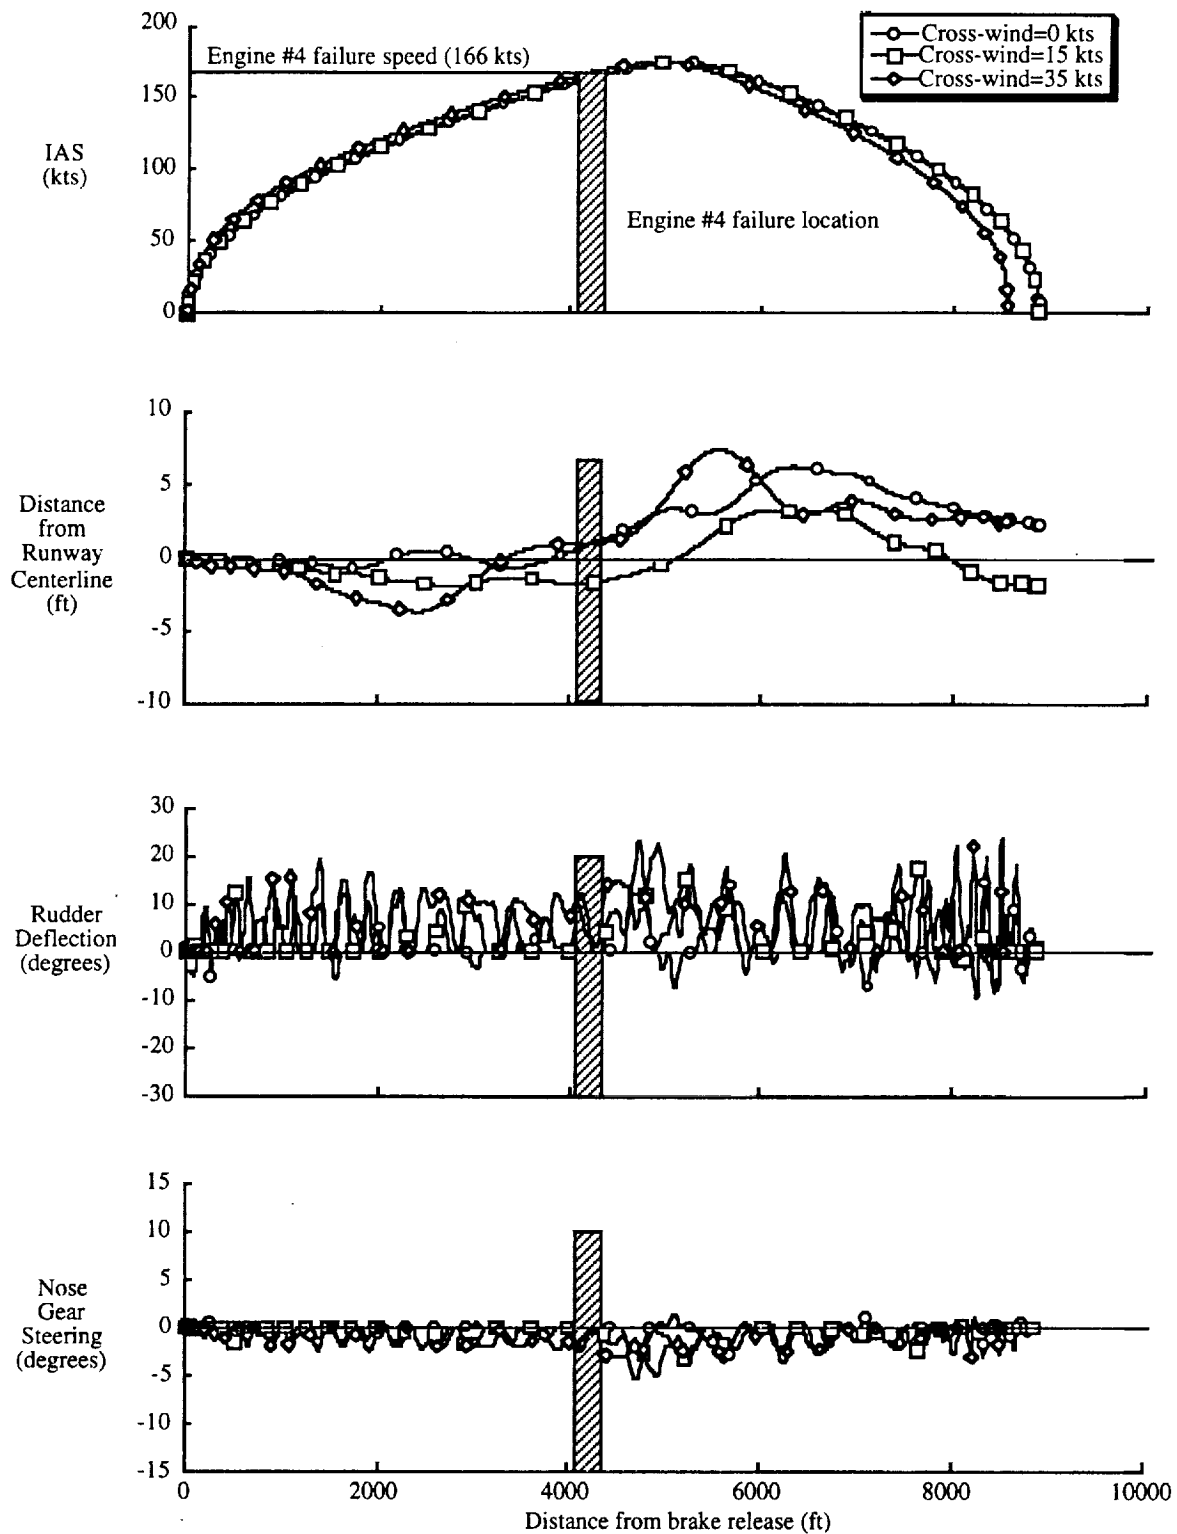 200
150
100
50
0
IAS
(kts)
Engine #4 failure speed (166 kts)
Cross-wind=0 kts
Cross-wind=15 kts
Cross-wind=35 kts
Engine #4 failure location
10
5
0
-5
-10
Distance
from
Runway
Centerline
(ft)
30
20
10
0
-10
-20
-30
Rudder
Deflection
(degrees)
15
10
5
0
-5
-10
-15
Nose
Gear
Steering
(degrees)
0
2000
4000
6000
8000
10000
Distance from brake release (ft)